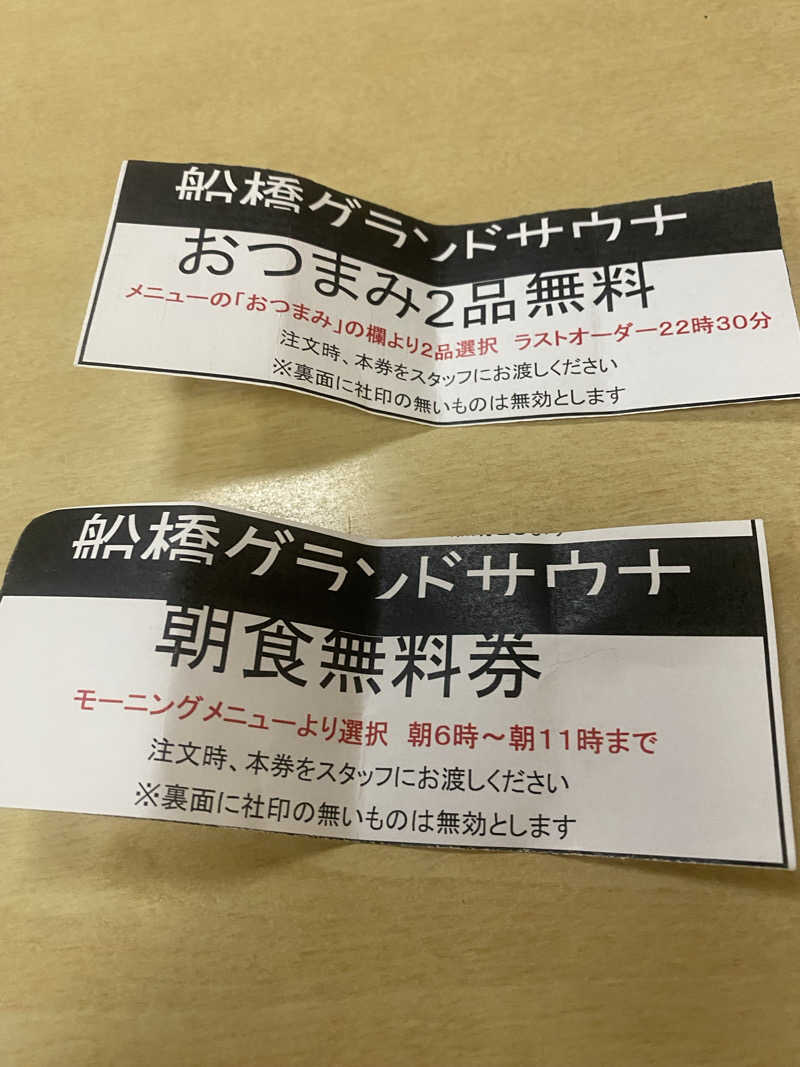 船橋グランドサウナ
おつまみ2品無料
メニューの「おつまみ」の欄より2品選択 ラストオーダー22時30分
注文時、本券をスタッフにお渡しください
※裏面に社印の無いものは無効とします
船橋グランドサウナ
朝食無料券
モーニングメニューより選択 朝6時～朝11時まで
注文時、本券をスタッフにお渡しください
※裏面に社印の無いものは無効とします